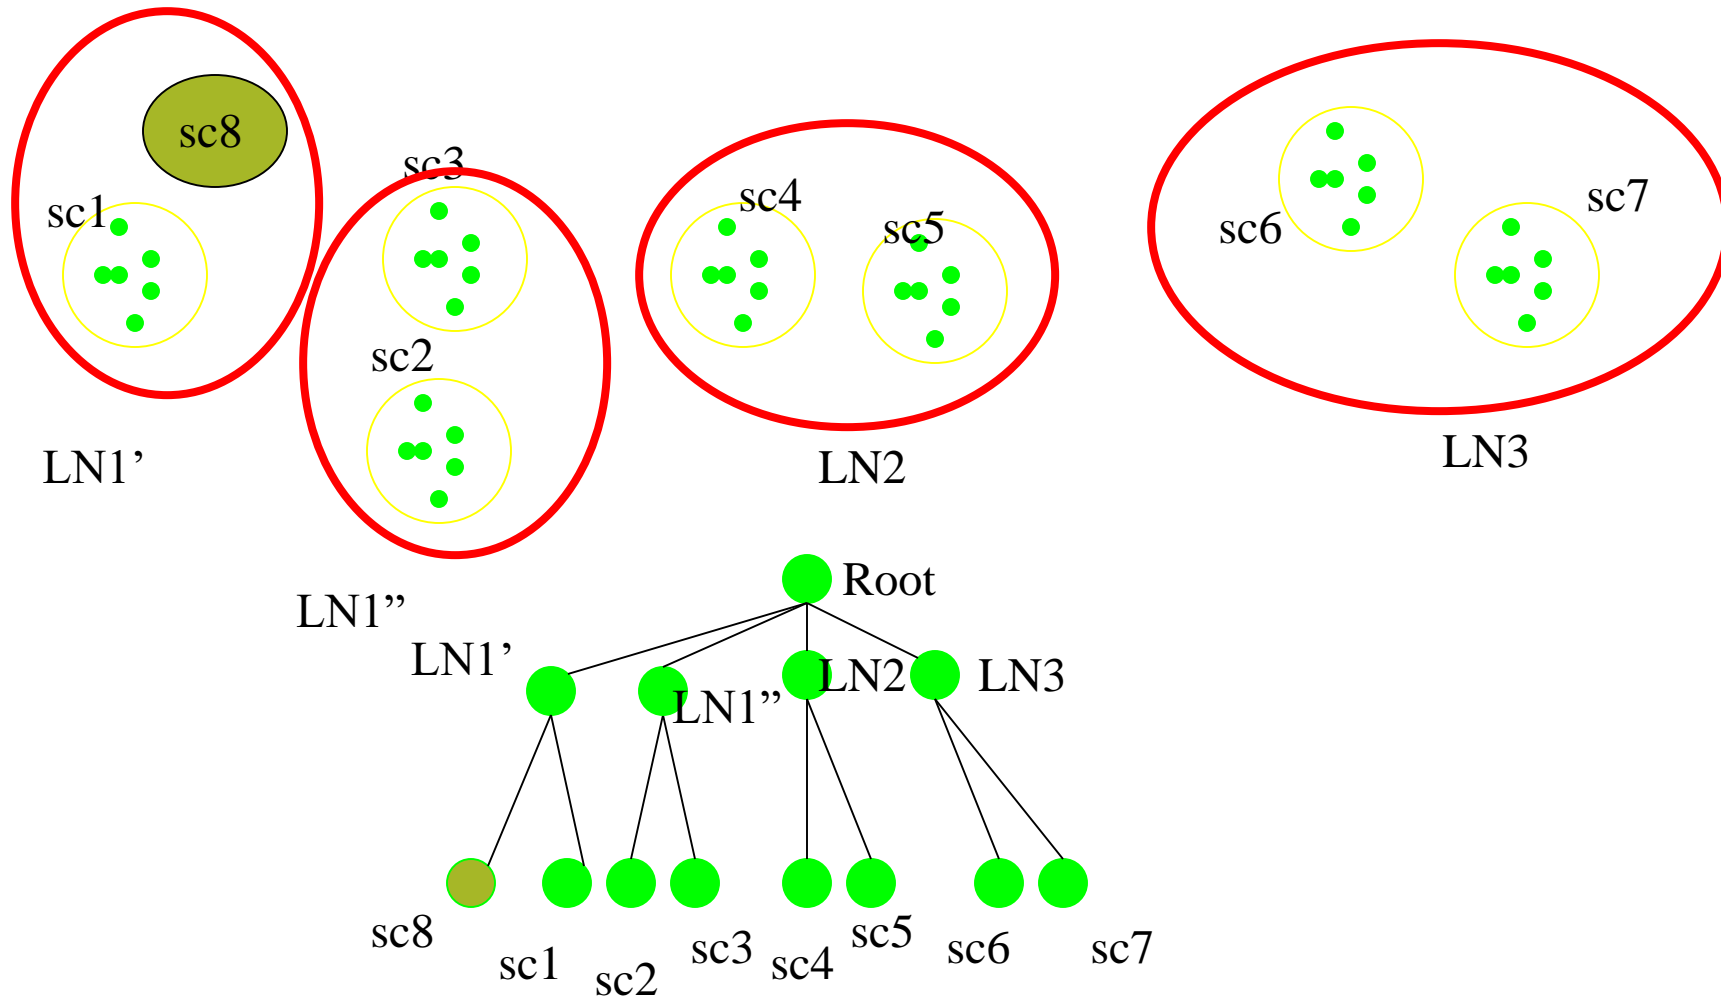 sc8
sc3
sc1
sc4
sc7
sc5
sc6
sc2
LN1’
LN2
LN3
Root
LN1”
LN1’
LN2
LN3
LN1”
sc8
sc5
sc3
sc6
sc7
sc1
sc4
sc2